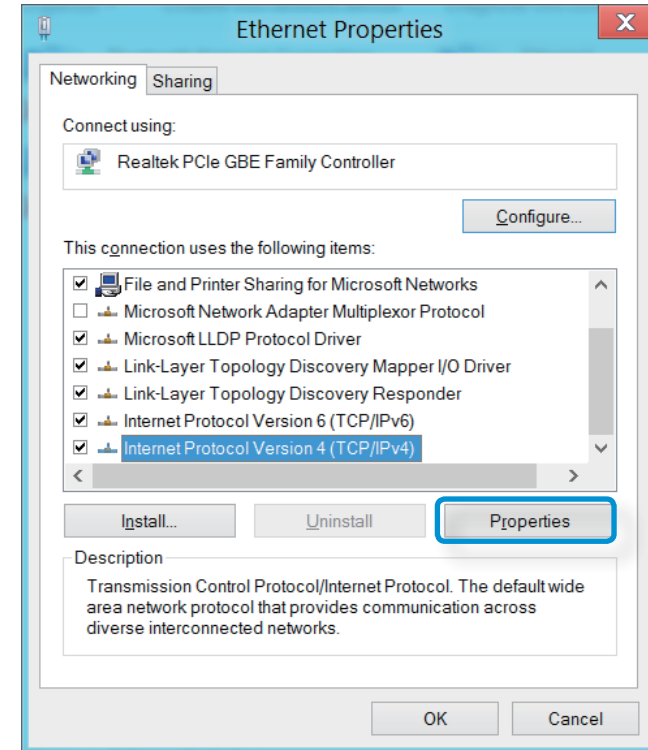 Ethernet Properties
X
Networking
Sharing
Connect using:
Realtek PCIe GBE Family Controller
Configure...
This connection uses the following items:
File and Printer Sharing for Microsoft Networks
Microsoft Network Adapter Multiplexor Protocol
Microsoft LLDP Protocol Driver
Link-Layer Topology Discovery Mapper I/O Driver
Link-Layer Topology Discovery Responder
Internet Protocol Version 6 (TCP/IPv6)
Internet Protocol Version 4 (TCP/IPv4)
Install...
Uninstall
Properties
Description
Transmission Control Protocol/Internet Protocol. The default wide
area network protocol that provides communication across
diverse interconnected networks.
OK
Cancel